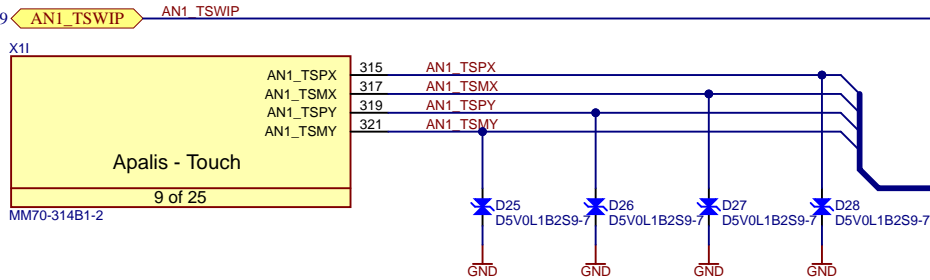 9 AN1_TSWIP AN1_TSWIP
X1I
AN1_TSPX 315 AN1_TSPX
AN1_TSMX 317 AN1_TSMX
AN1_TSPY 319 AN1_TSPY
AN1_TSMY 321 AN1_TSMY
Apalis - Touch
9 of 25
MM70-314B1-2
D25 D26 D27 D28
D5V0L1B2S9-7 D5V0L1B2S9-7 D5V0L1B2S9-7 D5V0L1B2S9-7
GND GND GND GND